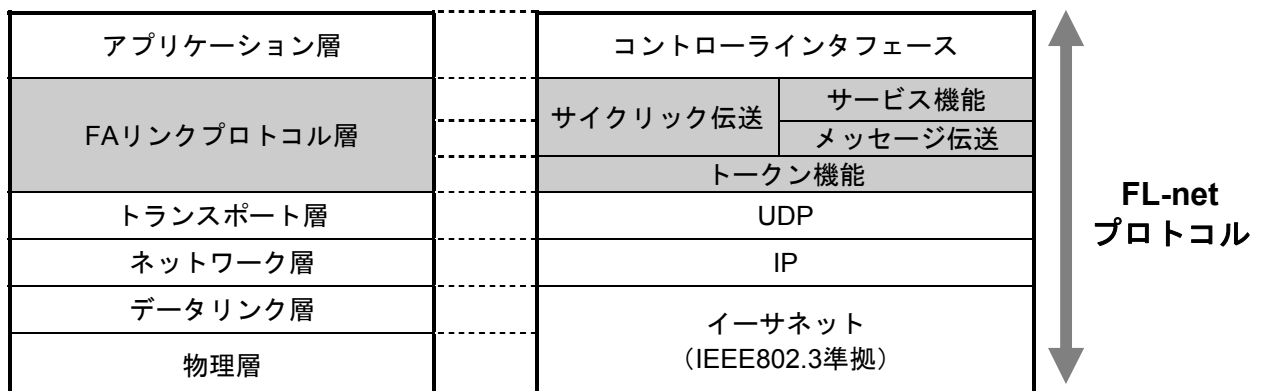 アプリケーション層
FAリンクプロトコル層
トランスポート層
ネットワーク層
データリンク層
物理層
コントローラインタフェース
サイクリック伝送
サービス機能
メッセージ伝送
トークン機能
UDP
IP
イーサネット
（IEEE802.3準拠）
FL-net
プロトコル